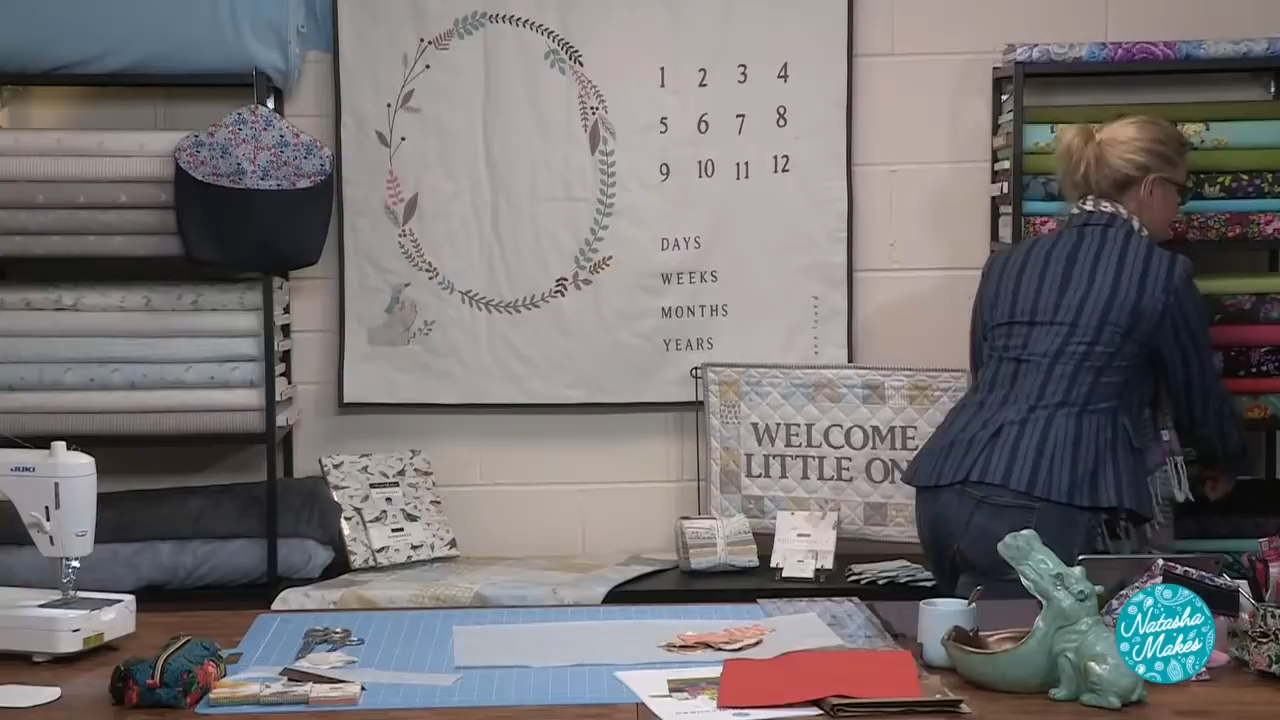 1 2 3 4
5 6 7 8
9 10 11 12
DAYS
WEEKS
MONTHS
YEARS
WELCOME
LITTLE ON
JUKI
Natasha
Makes